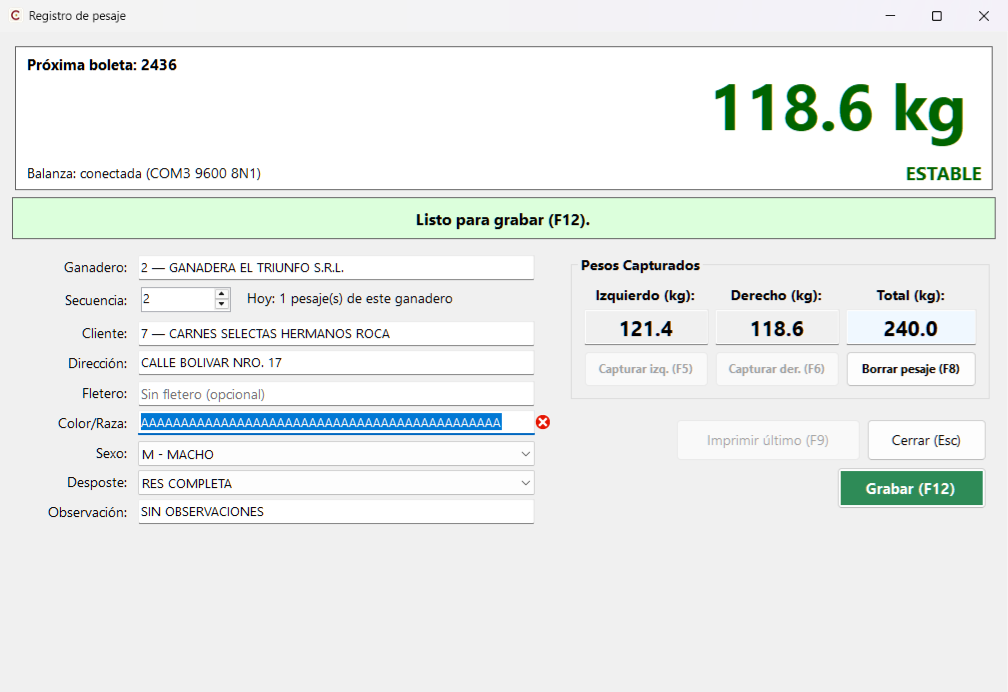 Registro de pesaje
Próxima boleta: 2436
118.6 kg
Balanza: conectada (COM3 9600 8N1)
ESTABLE
Listo para grabar (F12).
Ganadero: 2 — GANADERA EL TRIUNFO S.R.L.
Secuencia: 2 Hoy: 1 pesaje(s) de este ganadero
Cliente: 7 — CARNES SELECTAS HERMANOS ROCA
Dirección: CALLE BOLIVAR NRO. 17
Fletero: Sin fletero (opcional)
Color/Raza: AAAAAAAAAAAAAAAAAAAAAAAAAAAAAAAAAAAAAAAAAAAAA
Sexo: M - MACHO
Desposte: RES COMPLETA
Observación: SIN OBSERVACIONES
Pesos Capturados
Izquierdo (kg): Derecho (kg): Total (kg):
121.4 118.6 240.0
Capturar izq. (F5) Capturar der. (F6) Borrar pesaje (F8)
Imprimir último (F9) Cerrar (Esc)
Grabar (F12)